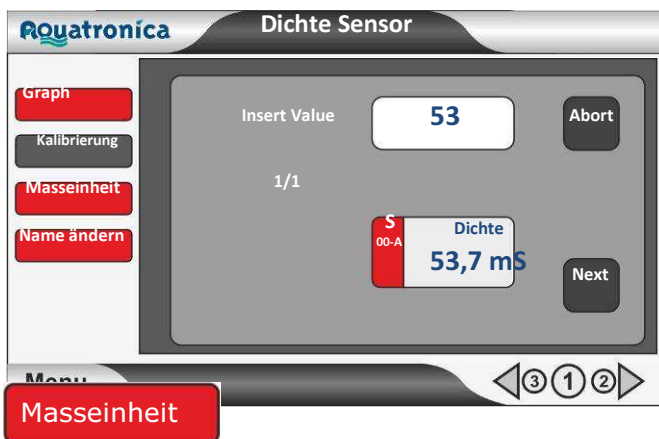 Aquatronica
Dichte Sensor
Graph
Kalibrierung
Masseinheit
Name ändern
Insert Value
53
Abort
1/1
S
00-A
Dichte
53,7 mS
Next
Menu
3 1 2
Masseinheit